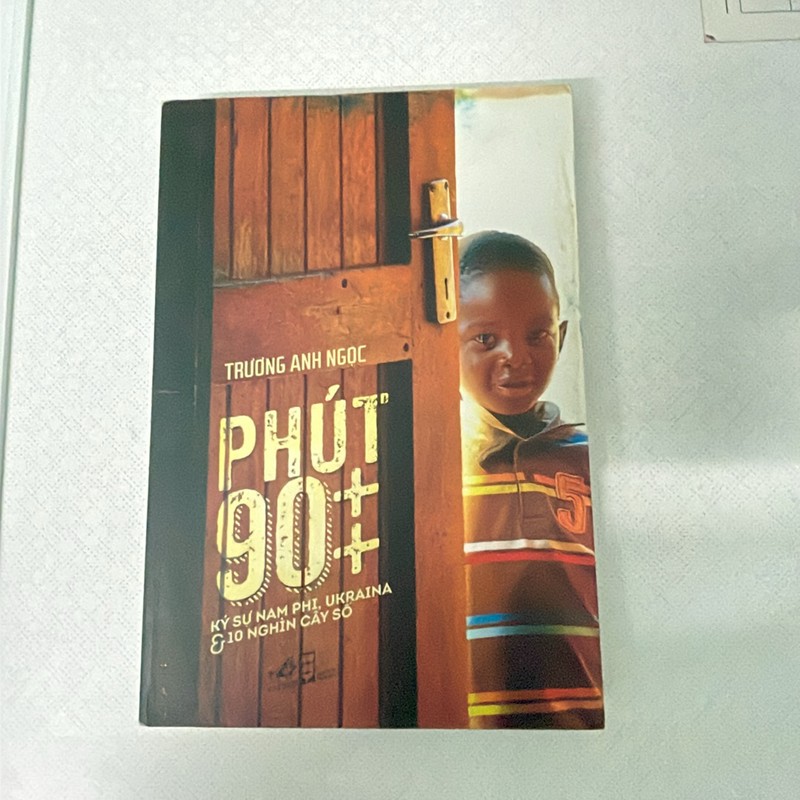 TRƯƠNG ANH NGỌC
PHÚT
90++
KÝ SỰ NAM PHI, UKRAINA
& 10 NGHÌN CÂY SỐ
5